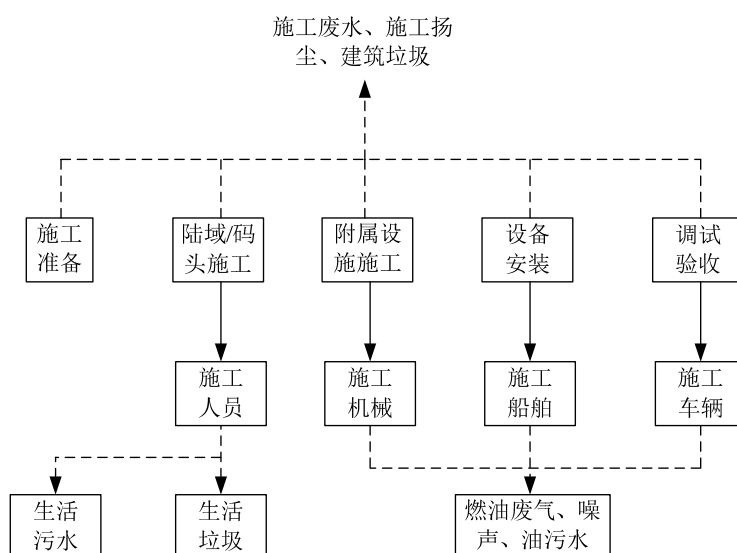 施工废水、施工扬
尘、建筑垃圾
施工
准备
陆域/码
头施工
附属设
施施工
设备
安装
调试
验收
施工
人员
施工
机械
施工
船舶
施工
车辆
生活
污水
生活
垃圾
燃油废气、噪
声、油污水